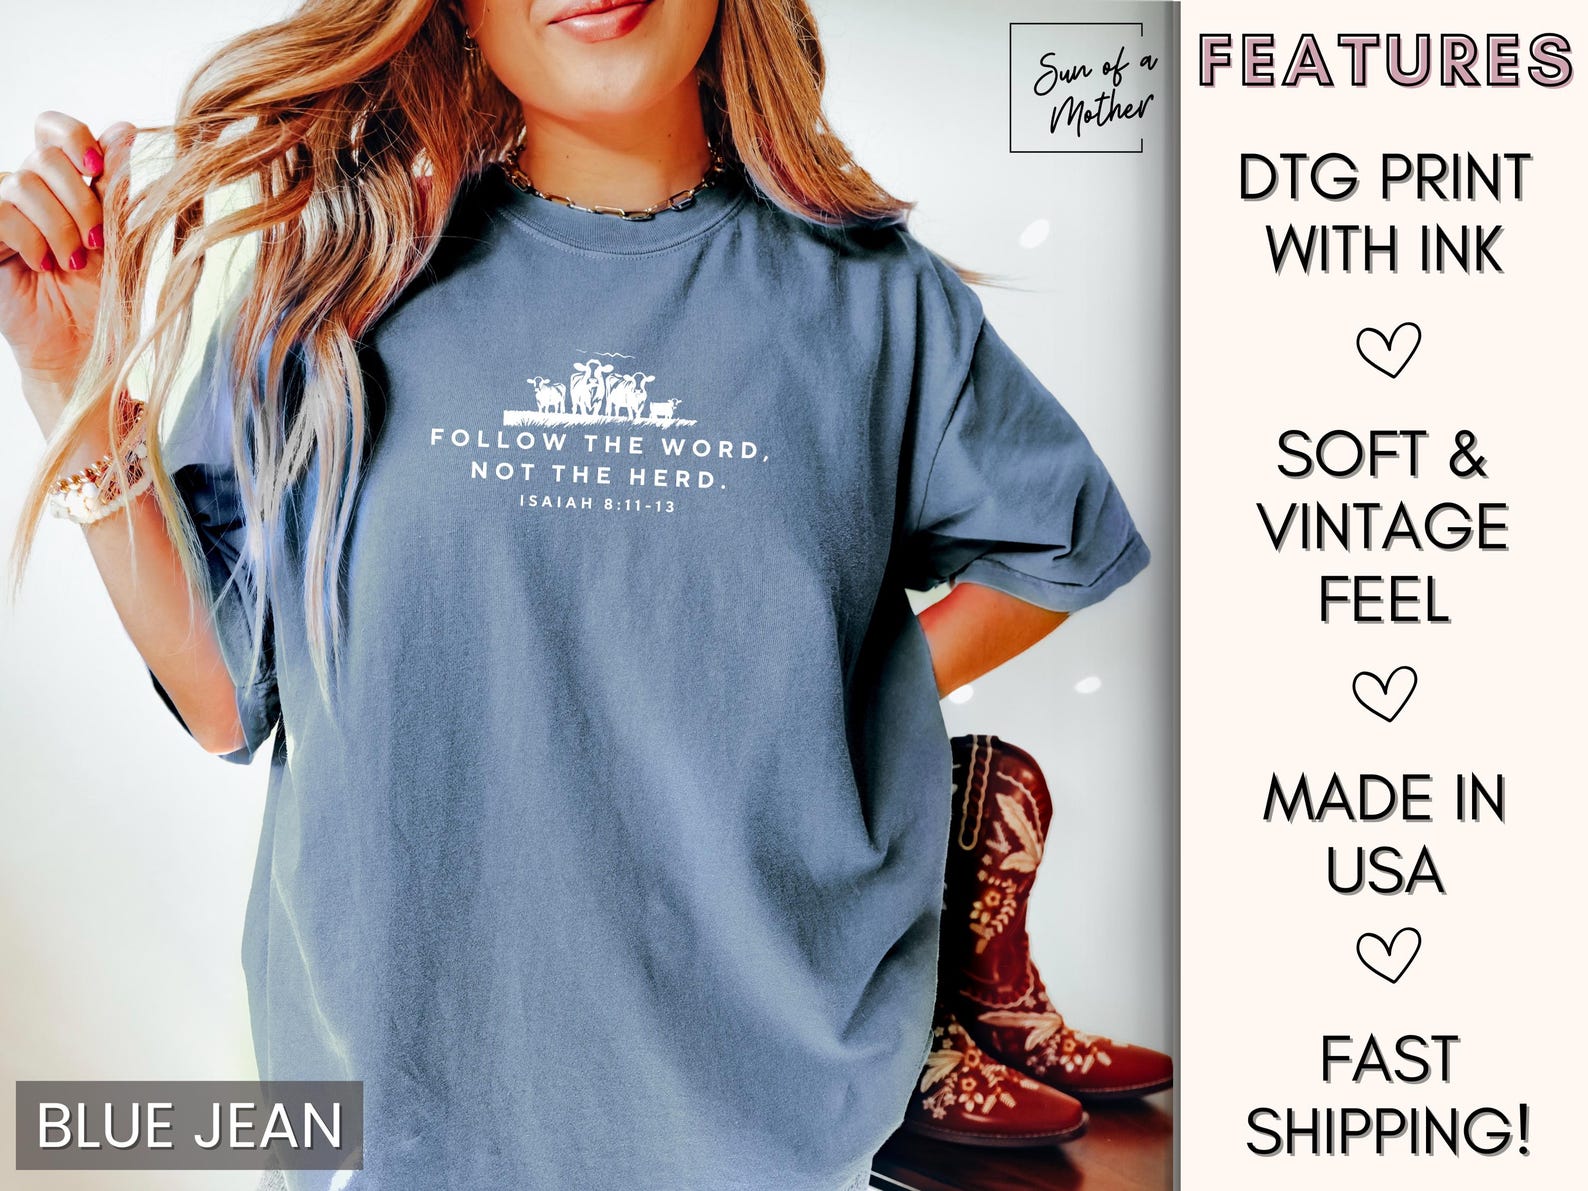 Sun of a
Mother
FOLLOW THE WORD,
NOT THE HERD.
ISAIAH 8:11-13
BLUE JEAN
FEATURES
DTG PRINT
WITH INK
SOFT &
VINTAGE
FEEL
MADE IN
USA
FAST
SHIPPING!